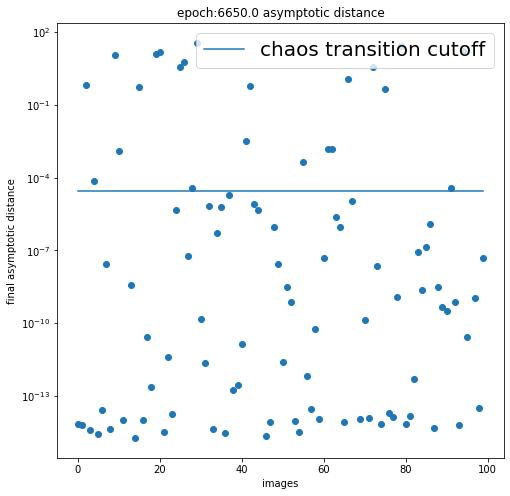 epoch:6650.0 asymptotic distance
chaos transition cutoff
final asymptotic distance
10²
10⁻¹
10⁻⁴
10⁻⁷
10⁻¹⁰
10⁻¹³
0 20 40 60 80 100
images